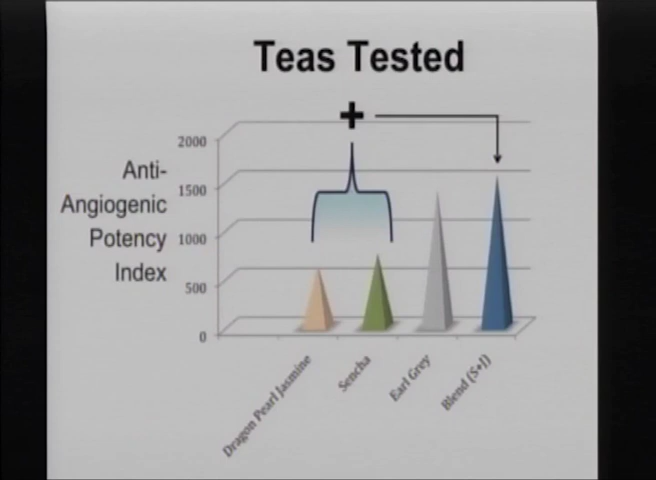 Teas Tested
+
Anti-
Angiogenic
Potency
Index
2000
1500
1000
500
0
Dragon Pearl Jasmine
Sencha
Earl Grey
Blend (S+J)